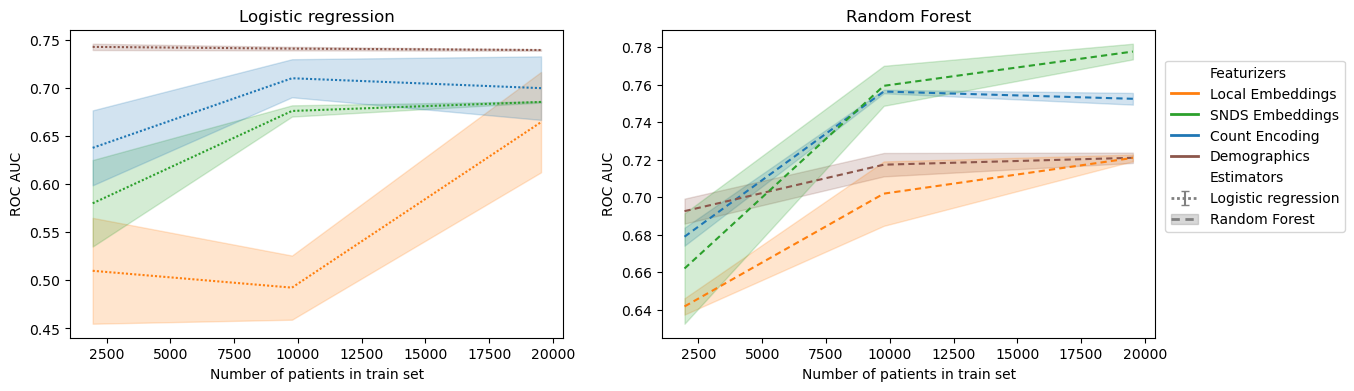 Logistic regression
0.75
0.70
0.65
0.60
0.55
0.50
0.45
ROC AUC
2500 5000 7500 10000 12500 15000 17500 20000
Number of patients in train set
Random Forest
0.78
0.76
0.74
0.72
0.70
0.68
0.66
0.64
ROC AUC
2500 5000 7500 10000 12500 15000 17500 20000
Number of patients in train set
Featurizers
Local Embeddings
SNDS Embeddings
Count Encoding
Demographics
Estimators
Logistic regression
Random Forest